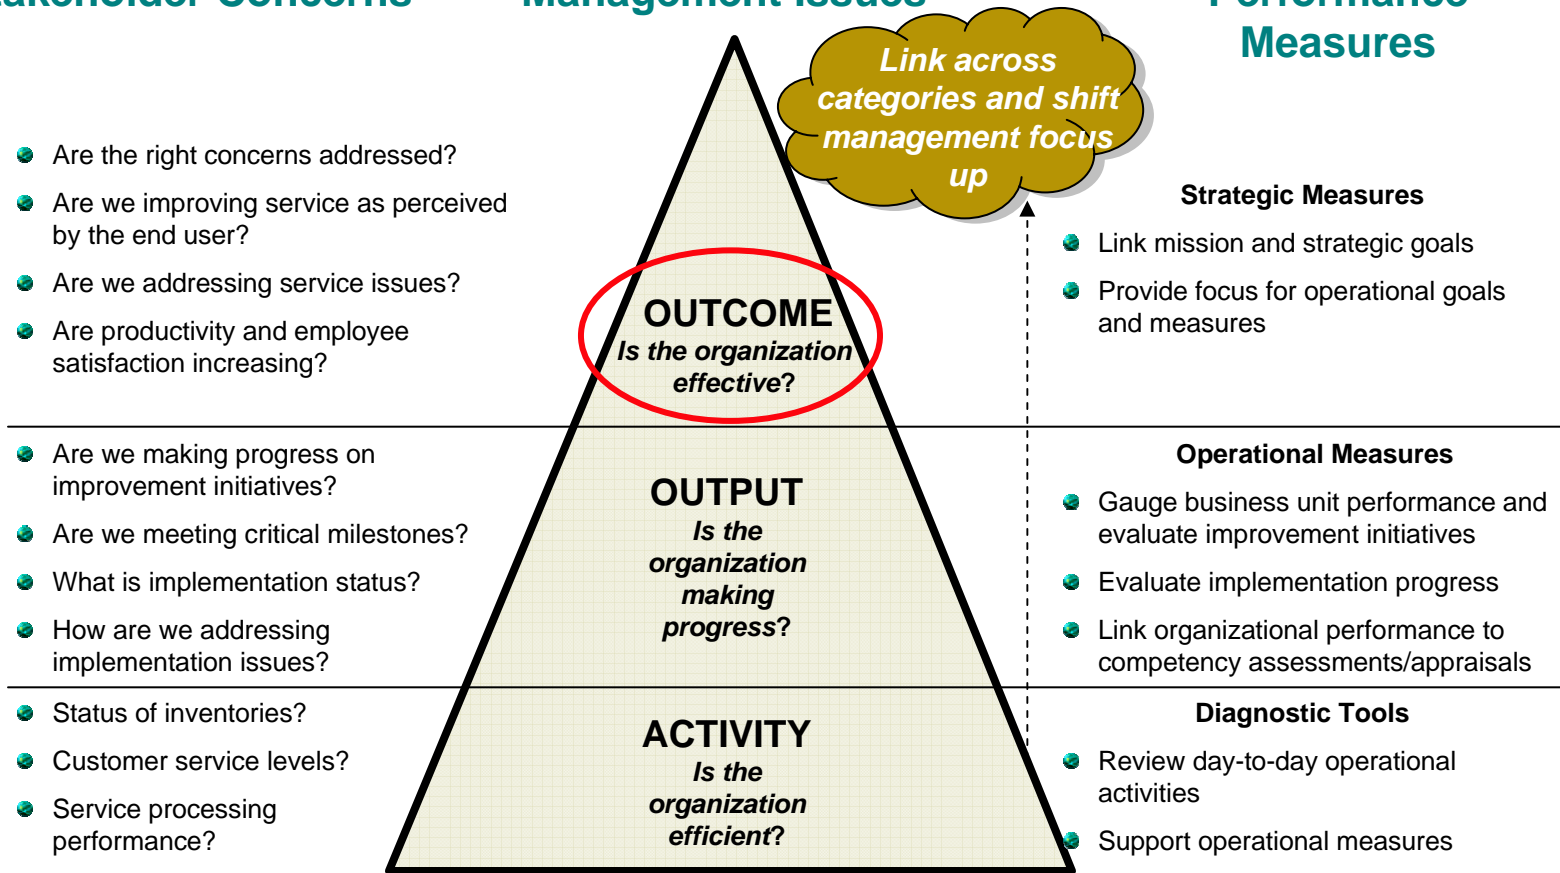 Stakeholder Concerns
Management Issues
Performance
Measures
Link across
categories and shift
management focus
up
Are the right concerns addressed?
Are we improving service as perceived
by the end user?
Are we addressing service issues?
Are productivity and employee
satisfaction increasing?
OUTCOME
Is the organization
effective?
Strategic Measures
Link mission and strategic goals
Provide focus for operational goals
and measures
Are we making progress on
improvement initiatives?
Are we meeting critical milestones?
What is implementation status?
How are we addressing
implementation issues?
OUTPUT
Is the
organization
making
progress?
Operational Measures
Gauge business unit performance and
evaluate improvement initiatives
Evaluate implementation progress
Link organizational performance to
competency assessments/appraisals
Status of inventories?
Customer service levels?
Service processing
performance?
ACTIVITY
Is the
organization
efficient?
Diagnostic Tools
Review day-to-day operational
activities
Support operational measures